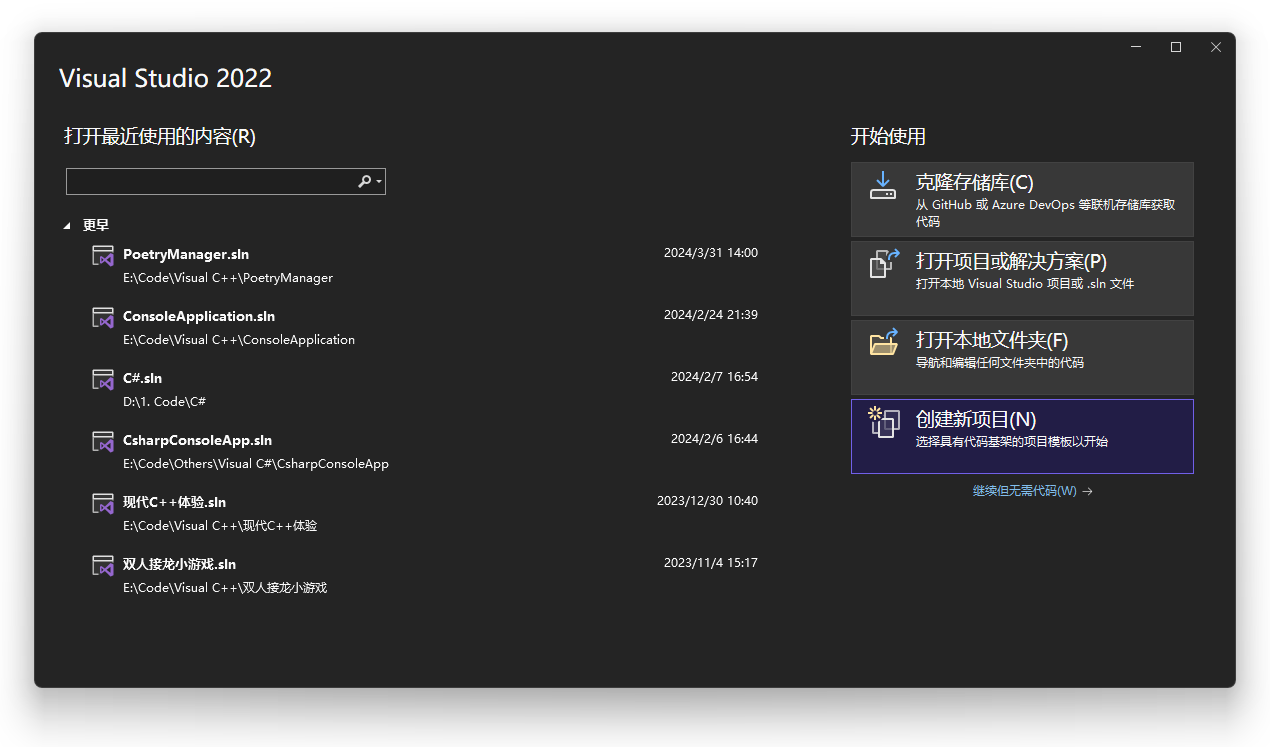 Visual Studio 2022
打开最近使用的内容(R)
更早
PoetryManager.sln
2024/3/31 14:00
E:\Code\Visual C++\PoetryManager
ConsoleApplication.sln
2024/2/24 21:39
E:\Code\Visual C++\ConsoleApplication
C#.sln
2024/2/7 16:54
D:\1. Code\C#
CsharpConsoleApp.sln
2024/2/6 16:44
E:\Code\Others\Visual C#\CsharpConsoleApp
现代C++体验.sln
2023/12/30 10:40
E:\Code\Visual C++\现代C++体验
双人接龙小游戏.sln
2023/11/4 15:17
E:\Code\Visual C++\双人接龙小游戏
开始使用
克隆存储库(C)
从 GitHub 或 Azure DevOps 等联机存储库获取
代码
打开项目或解决方案(P)
打开本地 Visual Studio 项目或 .sln 文件
打开本地文件夹(F)
导航和编辑任何文件夹中的代码
创建新项目(N)
选择具有代码基架的项目模板以开始
继续但无需代码(W) →